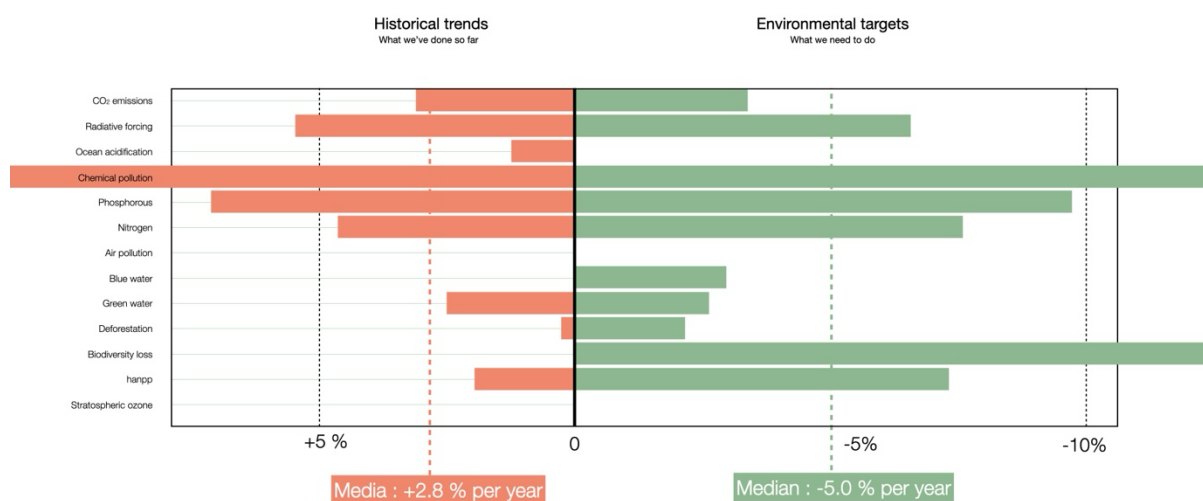 Historical trends
What we've done so far
Environmental targets
What we need to do
CO₂ emissions
Radiative forcing
Ocean acidification
Chemical pollution
Phosphorous
Nitrogen
Air pollution
Blue water
Green water
Deforestation
Biodiversity loss
hanpp
Stratospheric ozone
+5 %
0
-5%
-10%
Media : +2.8 % per year
Median : -5.0 % per year